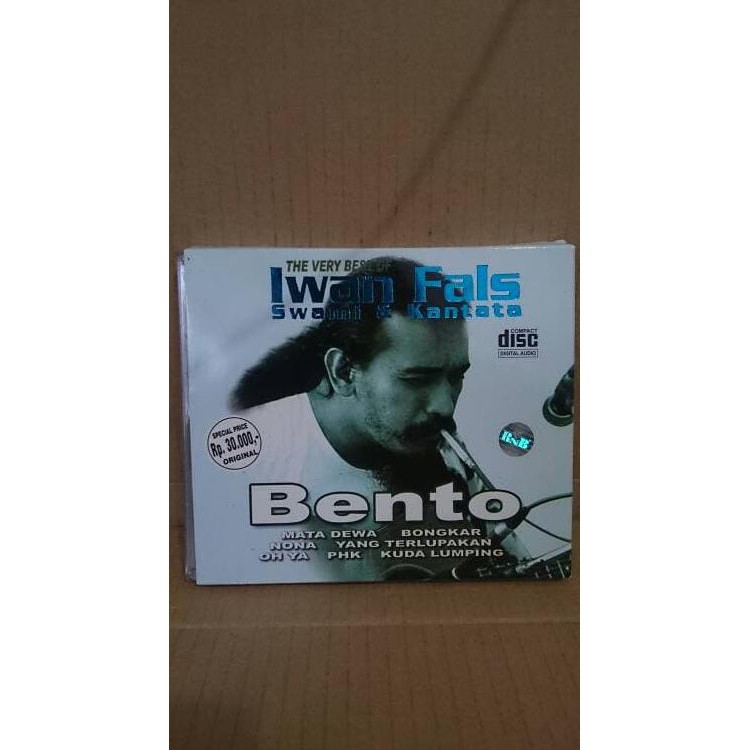 THE VERY BEST OF
Iwan Fals
Swami & Kantata
COMPACT
disc
DIGITAL AUDIO
SPECIAL PRICE
Rp. 30.000,-
ORIGINAL
RNB
Bento
MATA DEWA BONGKAR
NONA YANG TERLUPAKAN
OH YA PHK KUDA LUMPING